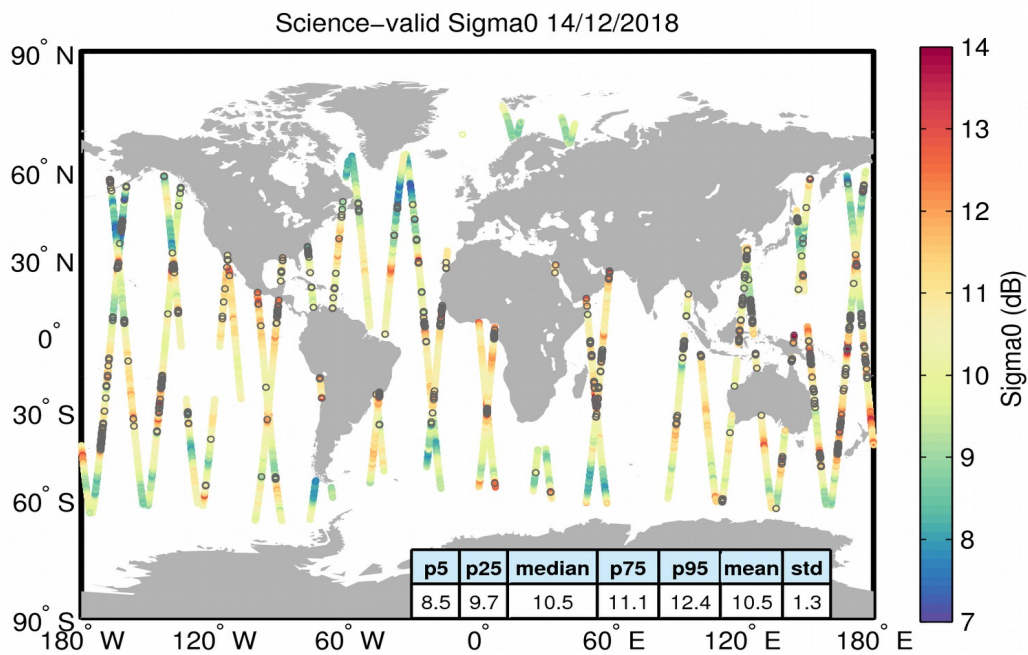 Science−valid Sigma0 14/12/2018
90° N
60° N
30° N
0°
30° S
60° S
90° S
180° W
120° W
60° W
0°
60° E
120° E
180° E
p5 p25 median p75 p95 mean std
8.5 9.7 10.5 11.1 12.4 10.5 1.3
14
13
12
11
10
9
8
7
Sigma0 (dB)